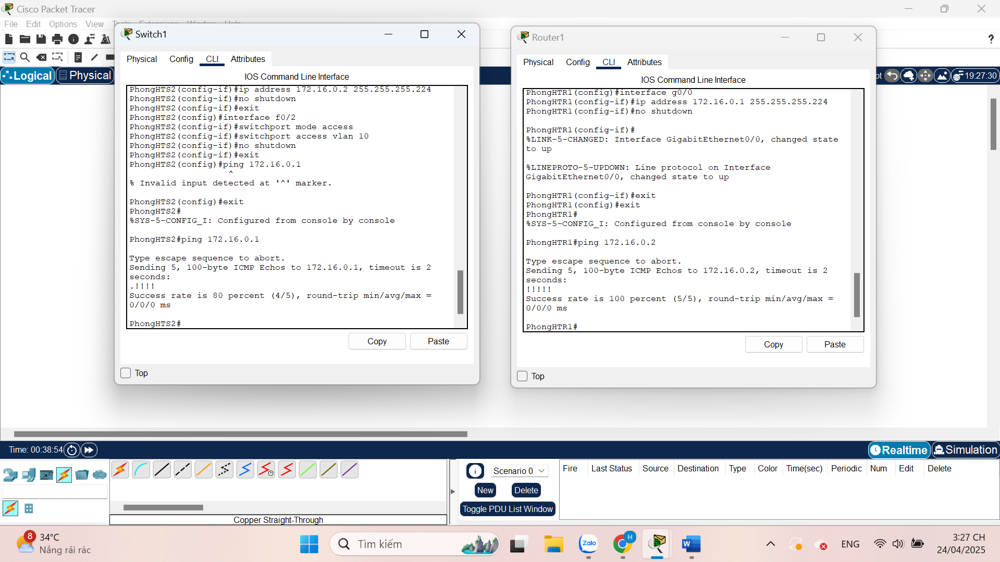 Cisco Packet Tracer
File Edit Options View Tools Extensions Window Help
Logical
Physical
19:27:30
Switch1
Physical Config CLI Attributes
IOS Command Line Interface
PhongHTS2(config-if)#ip address 172.16.0.2 255.255.255.224
PhongHTS2(config-if)#no shutdown
PhongHTS2(config-if)#exit
PhongHTS2(config)#interface f0/2
PhongHTS2(config-if)#switchport mode access
PhongHTS2(config-if)#switchport access vlan 10
PhongHTS2(config-if)#no shutdown
PhongHTS2(config-if)#exit
PhongHTS2(config)#ping 172.16.0.1
^
% Invalid input detected at '^' marker.
PhongHTS2(config)#exit
PhongHTS2#
%SYS-5-CONFIG_I: Configured from console by console
PhongHTS2#ping 172.16.0.1
Type escape sequence to abort.
Sending 5, 100-byte ICMP Echos to 172.16.0.1, timeout is 2
seconds:
.!!!!
Success rate is 80 percent (4/5), round-trip min/avg/max =
0/0/0 ms
PhongHTS2#
Copy Paste
Top
Router1
Physical Config CLI Attributes
IOS Command Line Interface
PhongHTR1(config)#interface g0/0
PhongHTR1(config-if)#ip address 172.16.0.1 255.255.255.224
PhongHTR1(config-if)#no shutdown
PhongHTR1(config-if)#
%LINK-5-CHANGED: Interface GigabitEthernet0/0, changed state
to up
%LINEPROTO-5-UPDOWN: Line protocol on Interface
GigabitEthernet0/0, changed state to up
PhongHTR1(config-if)#exit
PhongHTR1(config)#exit
PhongHTR1#
%SYS-5-CONFIG_I: Configured from console by console
PhongHTR1#ping 172.16.0.2
Type escape sequence to abort.
Sending 5, 100-byte ICMP Echos to 172.16.0.2, timeout is 2
seconds:
!!!!!
Success rate is 100 percent (5/5), round-trip min/avg/max =
0/0/0 ms
PhongHTR1#
Copy Paste
Top
Time: 00:38:54
Realtime
Simulation
Copper Straight-Through
Scenario 0
New Delete
Toggle PDU List Window
Fire Last Status Source Destination Type Color Time(sec) Periodic Num Edit Delete
8
34°C
Nắng rải rác
Tìm kiếm
Zalo
H
W
ENG
3:27 CH
24/04/2025